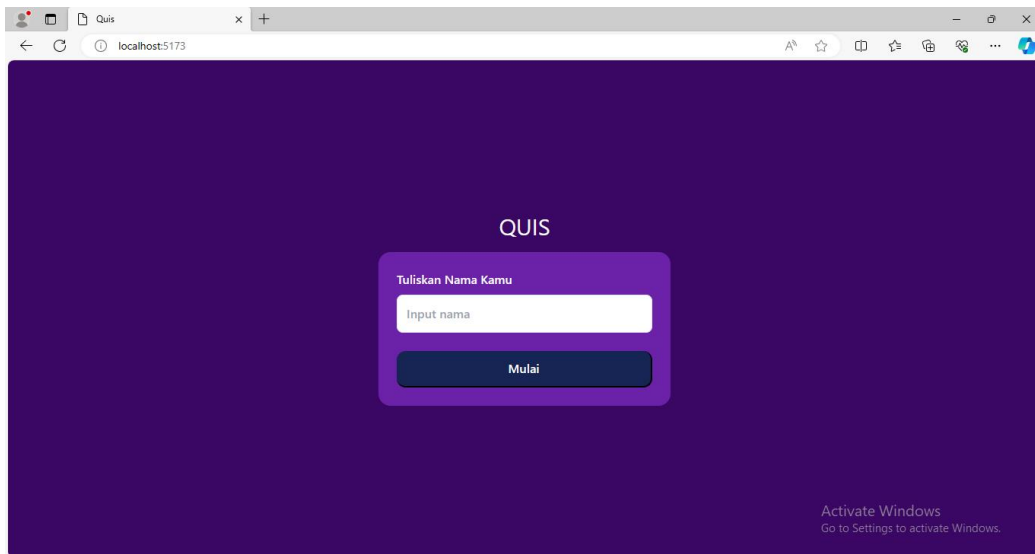 Quis
localhost:5173
QUIS
Tuliskan Nama Kamu
Input nama
Mulai
Activate Windows
Go to Settings to activate Windows.